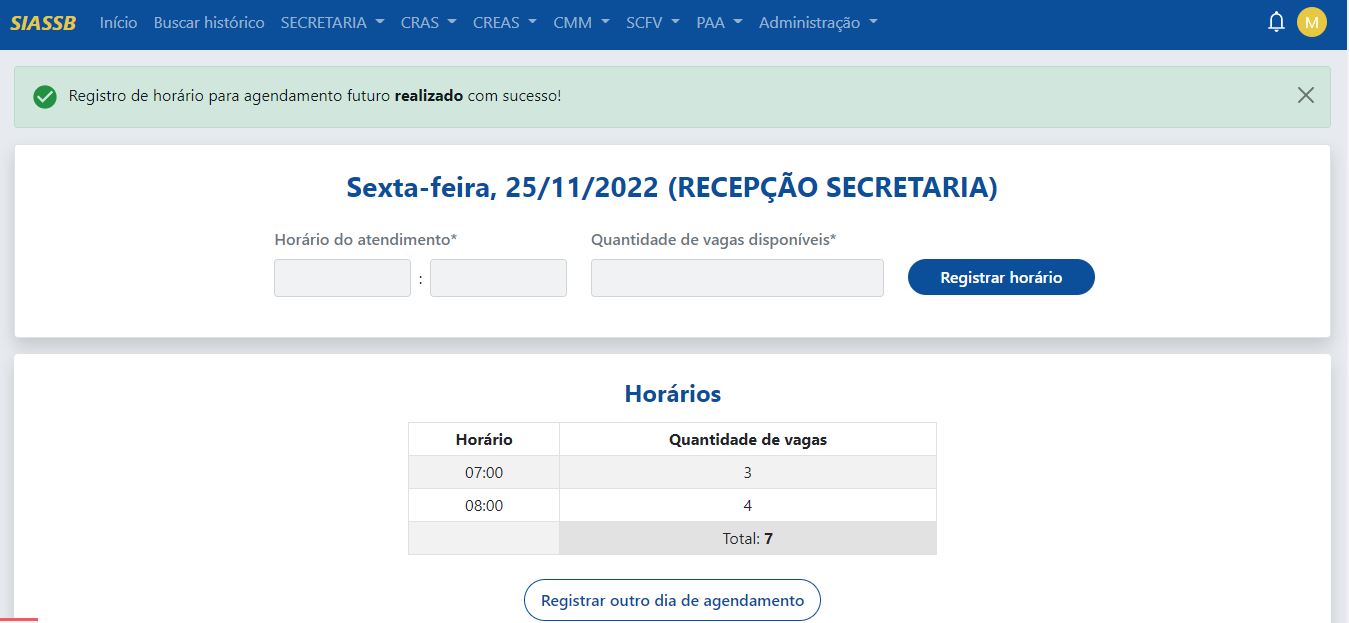 SIASSB Início Buscar histórico SECRETARIA CRAS CREAS CMM SCFV PAA Administração M
Registro de horário para agendamento futuro realizado com sucesso!
Sexta-feira, 25/11/2022 (RECEPÇÃO SECRETARIA)
Horário do atendimento* Quantidade de vagas disponíveis*
: Registrar horário
Horários
Horário Quantidade de vagas
07:00 3
08:00 4
Total: 7
Registrar outro dia de agendamento